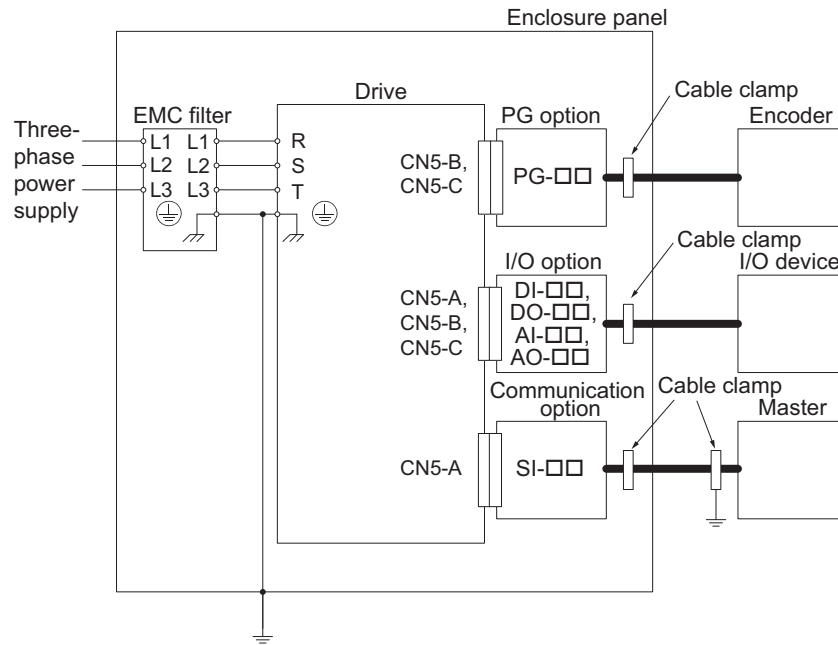 Enclosure panel
Three-
phase
power
supply
EMC filter
L1 L1
L2 L2
L3 L3
Drive
R
S
T
CN5-B,
CN5-C
PG option
PG-□□
Cable clamp
Encoder
CN5-A,
CN5-B,
CN5-C
I/O option
DI-□□,
DO-□□,
AI-□□,
AO-□□
Cable clamp
I/O device
CN5-A
Communication
option
SI-□□
Cable clamp
Master